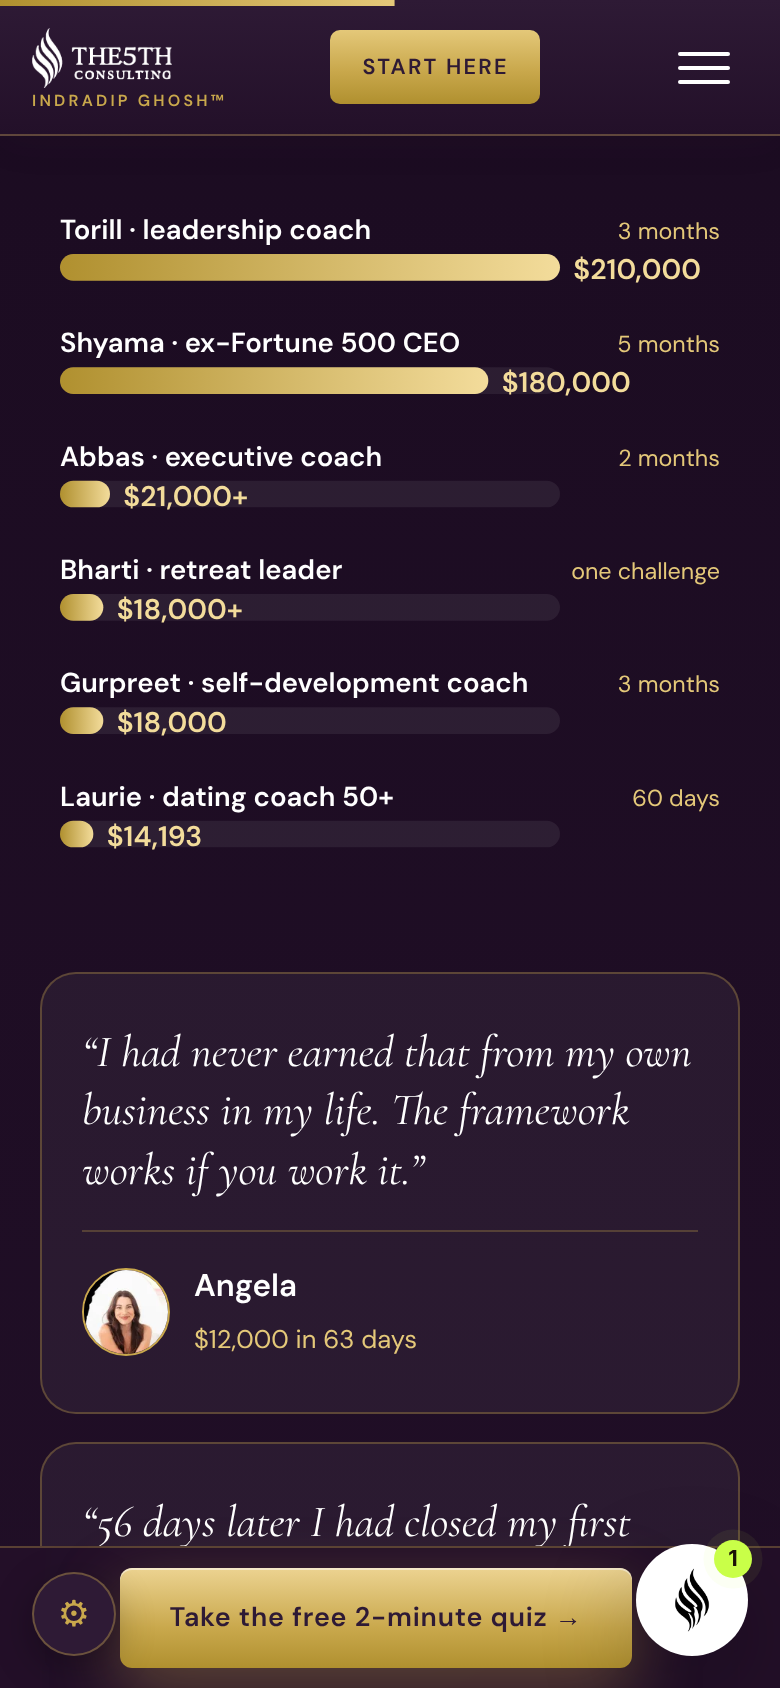 THE5TH
CONSULTING
INDRADIP GHOSH™
START HERE
Torill · leadership coach 3 months
$210,000
Shyama · ex-Fortune 500 CEO 5 months
$180,000
Abbas · executive coach 2 months
$21,000+
Bharti · retreat leader one challenge
$18,000+
Gurpreet · self-development coach 3 months
$18,000
Laurie · dating coach 50+ 60 days
$14,193
“I had never earned that from my own
business in my life. The framework
works if you work it.”
Angela
$12,000 in 63 days
“56 days later I had closed my first
1
Take the free 2-minute quiz →